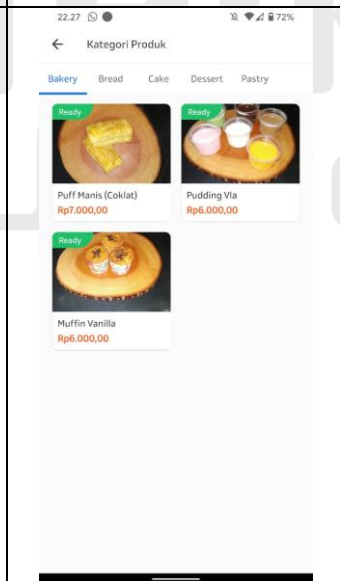 22.27 72%
Kategori Produk
Bakery Bread Cake Dessert Pastry
Ready Ready
Puff Manis (Coklat) Pudding Vla
Rp7.000,00 Rp6.000,00
Ready
Muffin Vanilla
Rp6.000,00